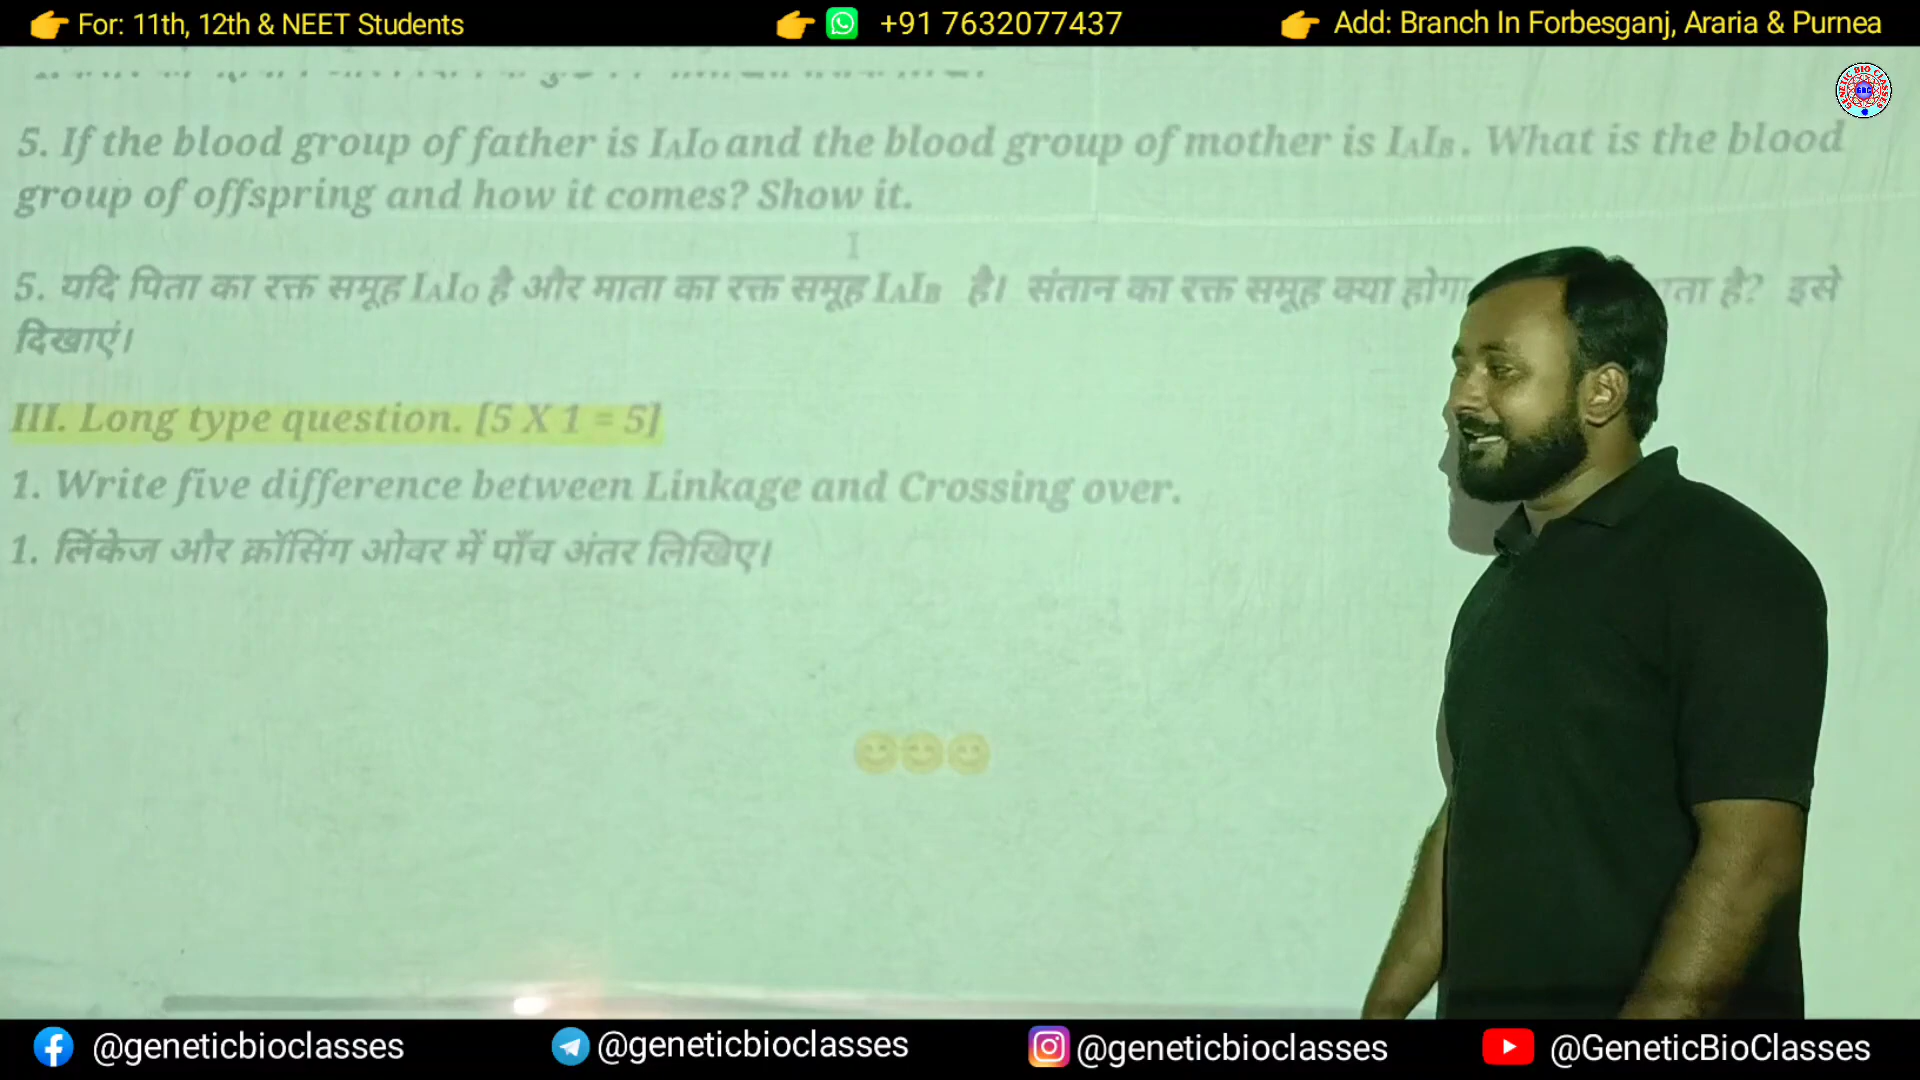 👉 For: 11th, 12th & NEET Students 👉 +91 7632077437 👉 Add: Branch In Forbesganj, Araria & Purnea
GENETIC BIO CLASSES
GBC
5. If the blood group of father is IAIO and the blood group of mother is IAIB. What is the blood
group of offspring and how it comes? Show it.
5. यदि पिता का रक्त समूह IAIO है और माता का रक्त समूह IAIB है। संतान का रक्त समूह क्या होगा है? इसे
दिखाएं।
III. Long type question. [5 X 1 = 5]
1. Write five difference between Linkage and Crossing over.
1. लिंकेज और क्रॉसिंग ओवर में पाँच अंतर लिखिए।
😊😊😊
@geneticbioclasses @geneticbioclasses @geneticbioclasses @GeneticBioClasses